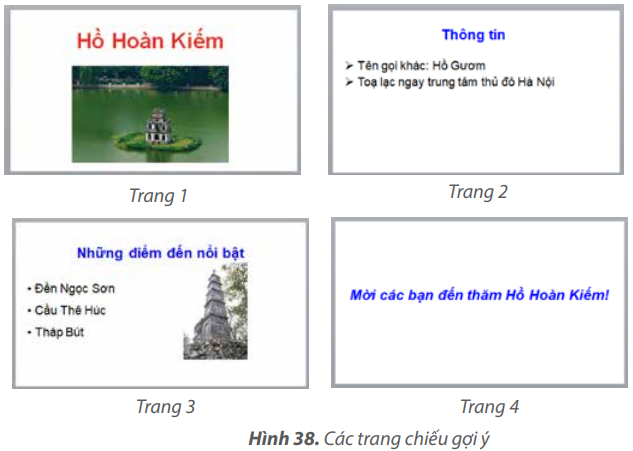 Hồ Hoàn Kiếm
Trang 1
Thông tin
➢ Tên gọi khác: Hồ Gươm
➢ Toạ lạc ngay trung tâm thủ đô Hà Nội
Trang 2
Những điểm đến nổi bật
• Đền Ngọc Sơn
• Cầu Thê Húc
• Tháp Bút
Trang 3
Mời các bạn đến thăm Hồ Hoàn Kiếm!
Trang 4
Hình 38. Các trang chiếu gợi ý